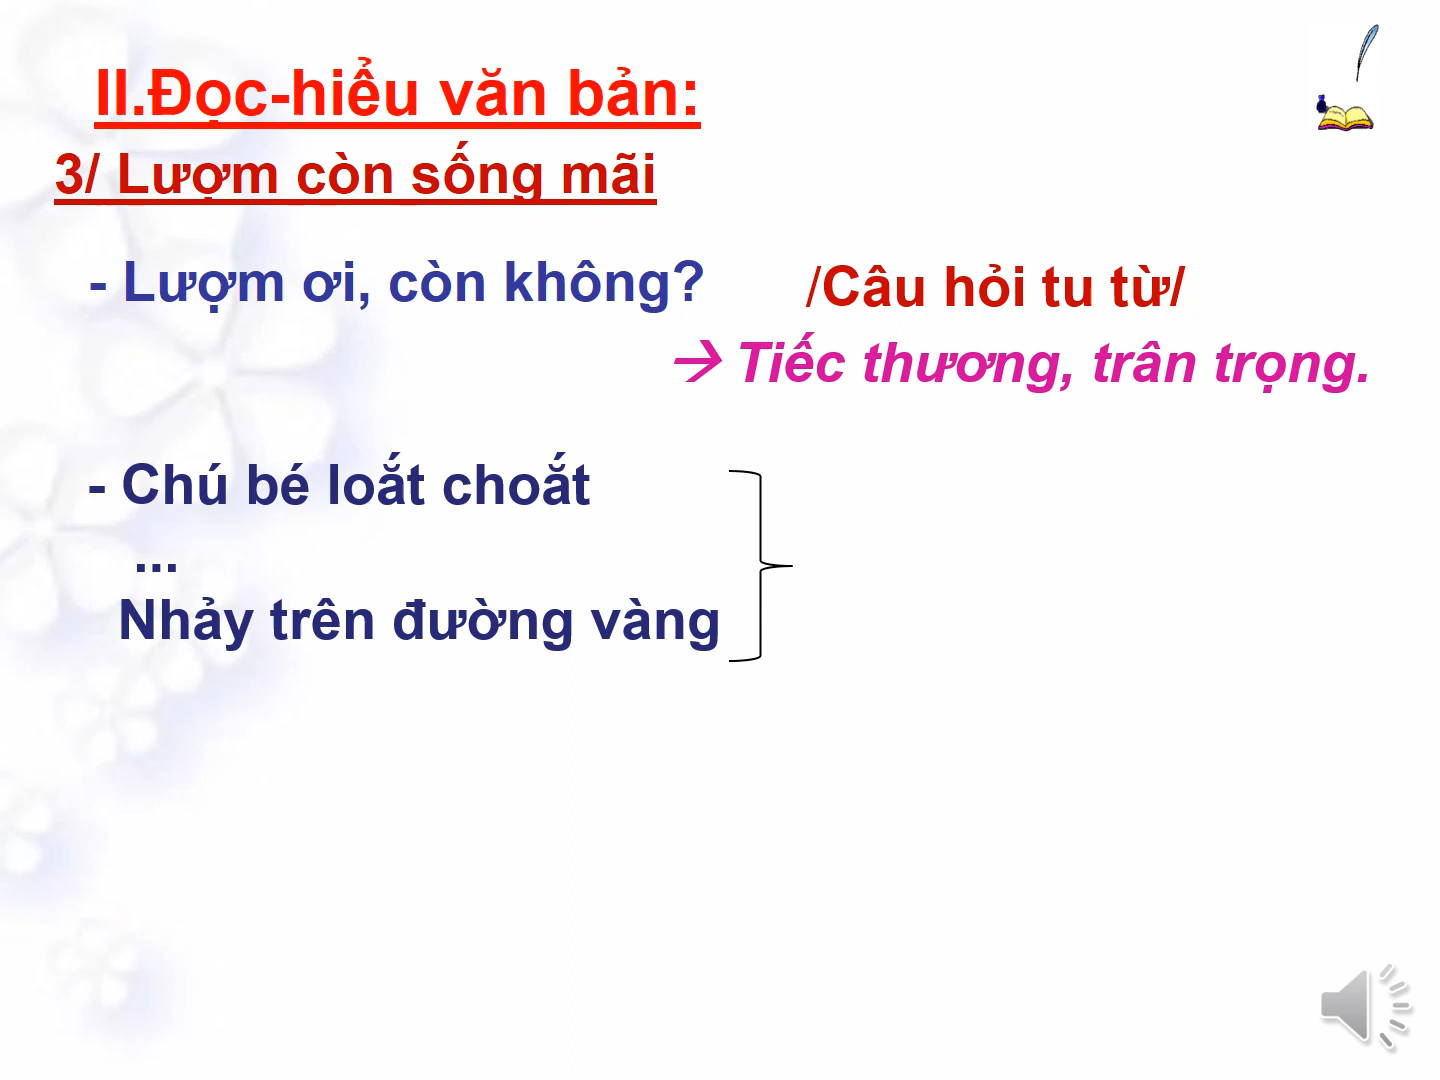 II.Đọc-hiểu văn bản:
3/ Lượm còn sống mãi
- Lượm ơi, còn không? /Câu hỏi tu từ/
→ Tiếc thương, trân trọng.
- Chú bé loắt choắt
...
Nhảy trên đường vàng